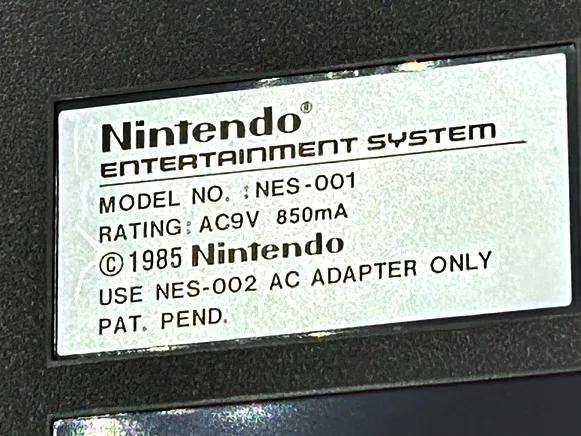 Nintendo®
ENTERTAINMENT SYSTEM
MODEL NO. : NES-001
RATING: AC9V 850mA
© 1985 Nintendo
USE NES-002 AC ADAPTER ONLY
PAT. PEND.